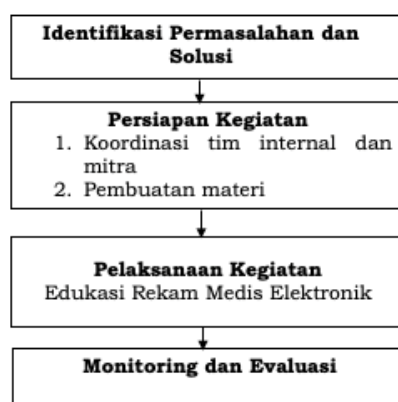 Identifikasi Permasalahan dan
Solusi
Persiapan Kegiatan
1. Koordinasi tim internal dan
mitra
2. Pembuatan materi
Pelaksanaan Kegiatan
Edukasi Rekam Medis Elektronik
Monitoring dan Evaluasi